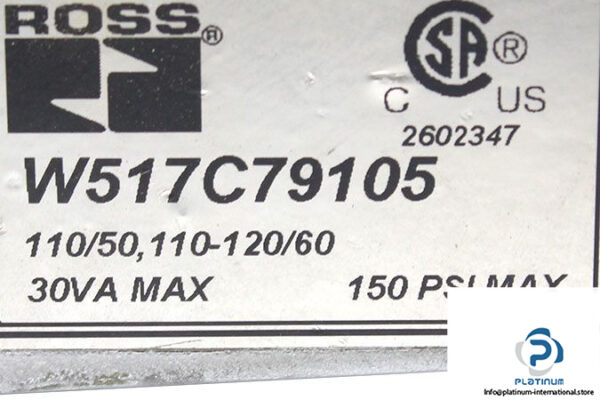 ROSS®
CSA®
C US
2602347
W517C79105
110/50,110-120/60
30VA MAX 150 PSI MAX
PLATINUM
Info@platinum-international.store